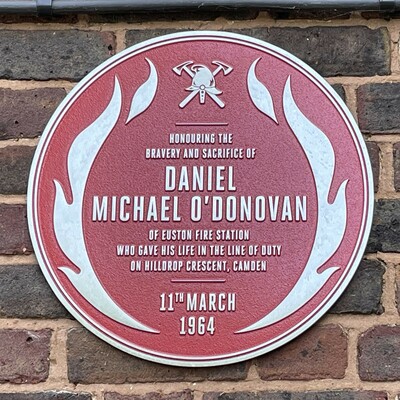 HONOURING THE
BRAVERY AND SACRIFICE OF
DANIEL
MICHAEL O'DONOVAN
OF EUSTON FIRE STATION
WHO GAVE HIS LIFE IN THE LINE OF DUTY
ON HILLDROP CRESCENT, CAMDEN
11TH MARCH
1964